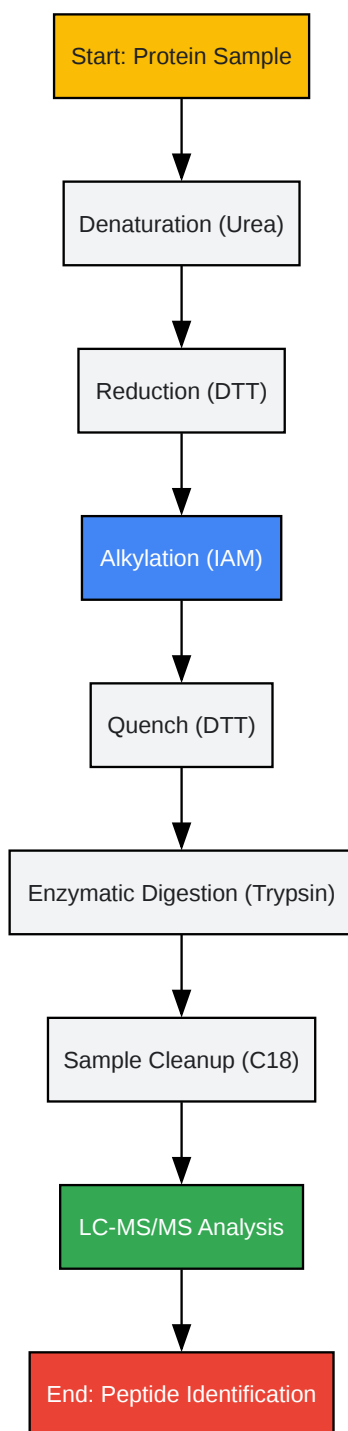 Start: Protein Sample
Denaturation (Urea)
Reduction (DTT)
Alkylation (IAM)
Quench (DTT)
Enzymatic Digestion (Trypsin)
Sample Cleanup (C18)
LC-MS/MS Analysis
End: Peptide Identification